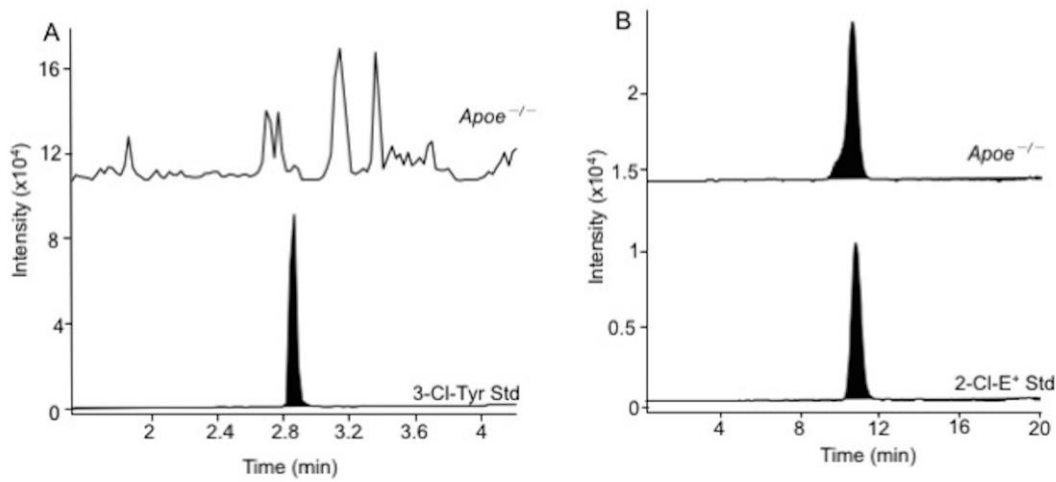 A
16
12
8
4
0
Intensity (x10⁴)
Apoe⁻/⁻
3-Cl-Tyr Std
2
2.4
2.8
3.2
3.6
4
Time (min)
B
2
1.5
1
0.5
0
Intensity (x10⁴)
Apoe⁻/⁻
2-Cl-E⁺ Std
4
8
12
16
20
Time (min)